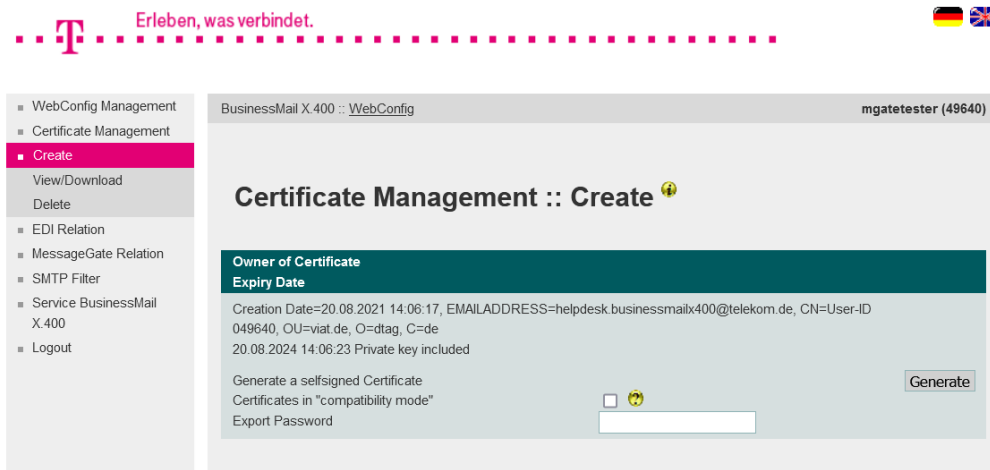 Erleben, was verbindet.
T
WebConfig Management
Certificate Management
Create
View/Download
Delete
EDI Relation
MessageGate Relation
SMTP Filter
Service BusinessMail
X.400
Logout
BusinessMail X.400 :: WebConfig
mgatetester (49640)
Certificate Management :: Create
Owner of Certificate
Expiry Date
Creation Date=20.08.2021 14:06:17, EMAILADDRESS=helpdesk.businessmailx400@telekom.de, CN=User-ID
049640, OU=viat.de, O=dtag, C=de
20.08.2024 14:06:23 Private key included
Generate a selfsigned Certificate
Generate
Certificates in "compatibility mode"
Export Password